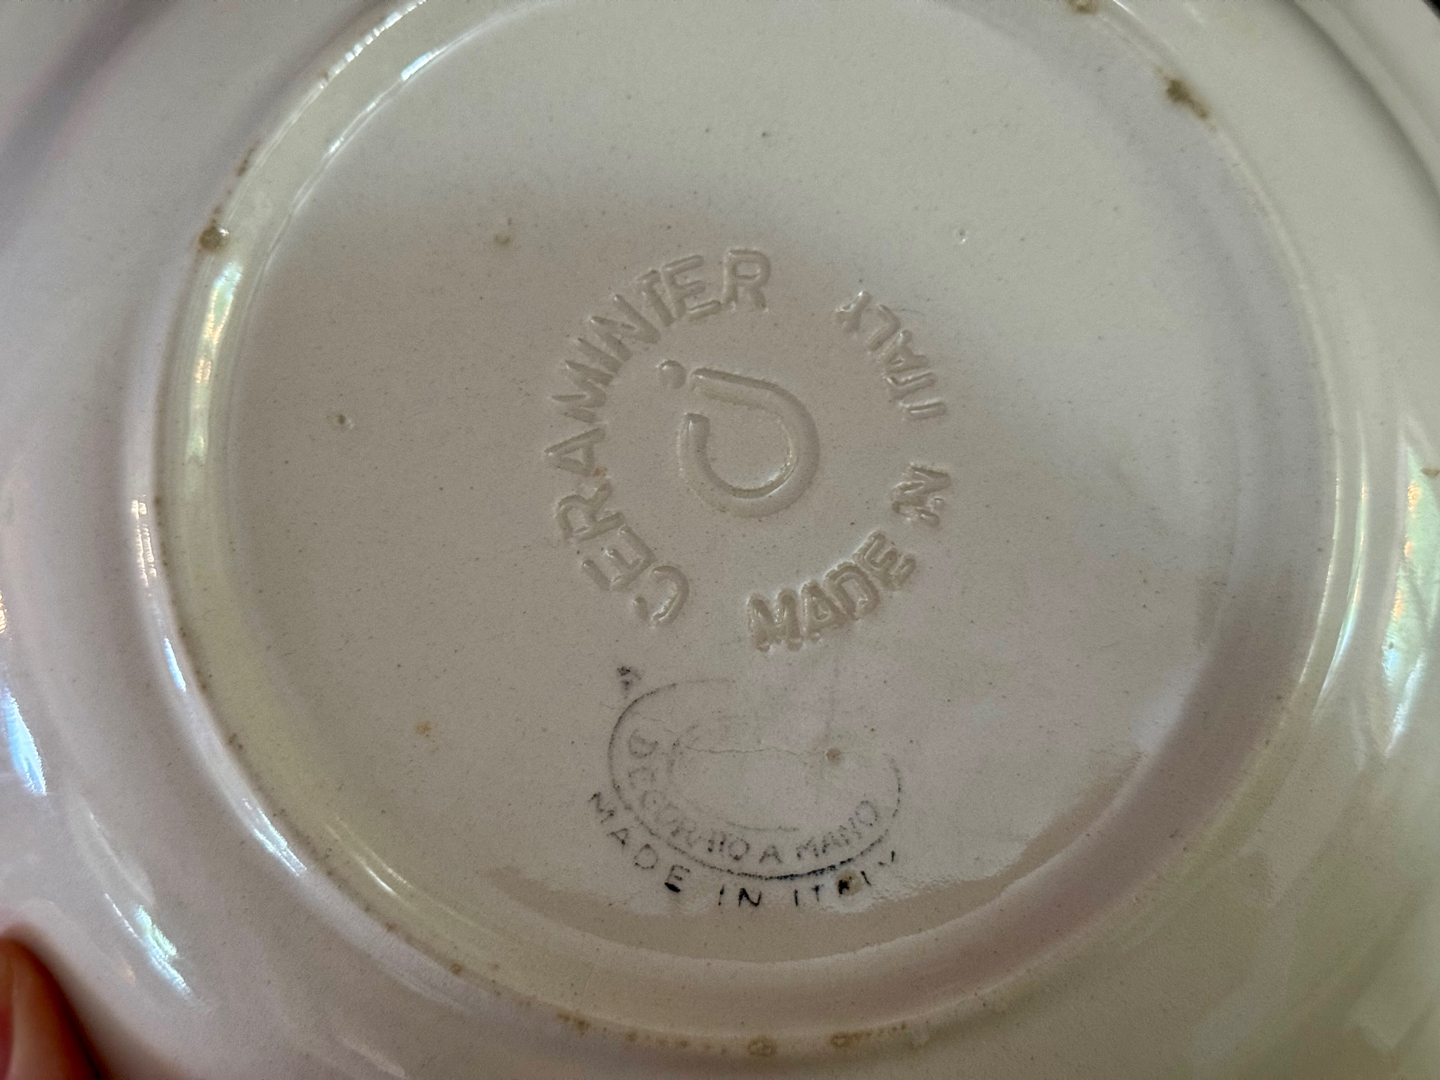 CERAMINTER
MADE IN ITALY
DECORATO A MANO
MADE IN ITALY